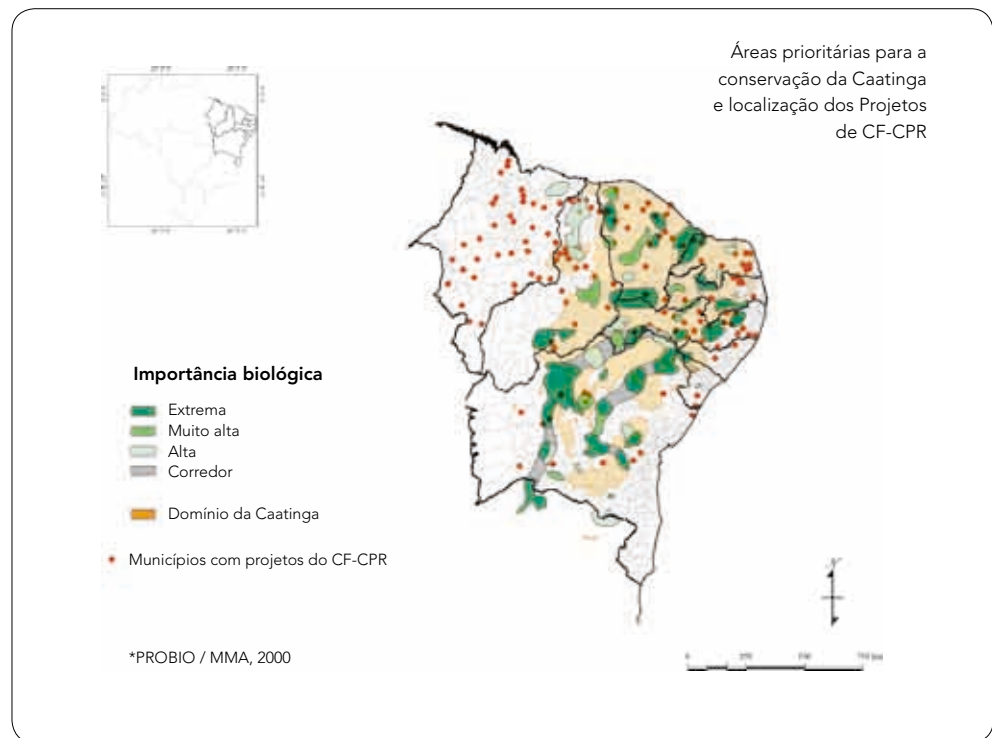 Áreas prioritárias para a
conservação da Caatinga
e localização dos Projetos
de CF-CPR
Importância biológica
Extrema
Muito alta
Alta
Corredor
Domínio da Caatinga
Municípios com projetos do CF-CPR
*PROBIO / MMA, 2000